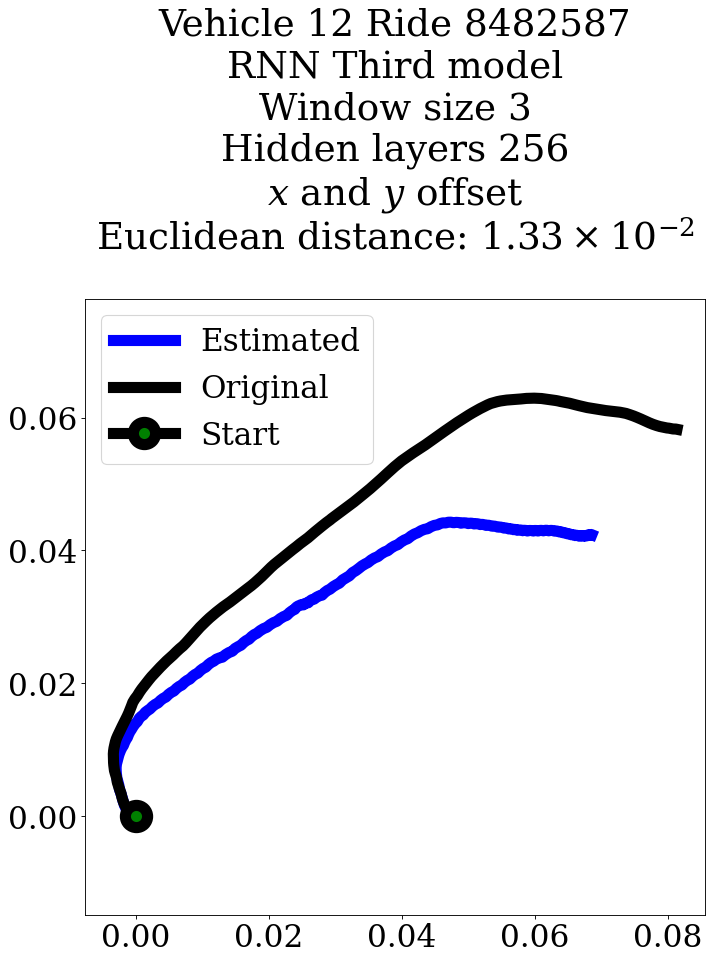 Vehicle 12 Ride 8482587
RNN Third model
Window size 3
Hidden layers 256
x and y offset
Euclidean distance: 1.33 × 10⁻²
Estimated
Original
Start
0.06
0.04
0.02
0.00
0.00 0.02 0.04 0.06 0.08